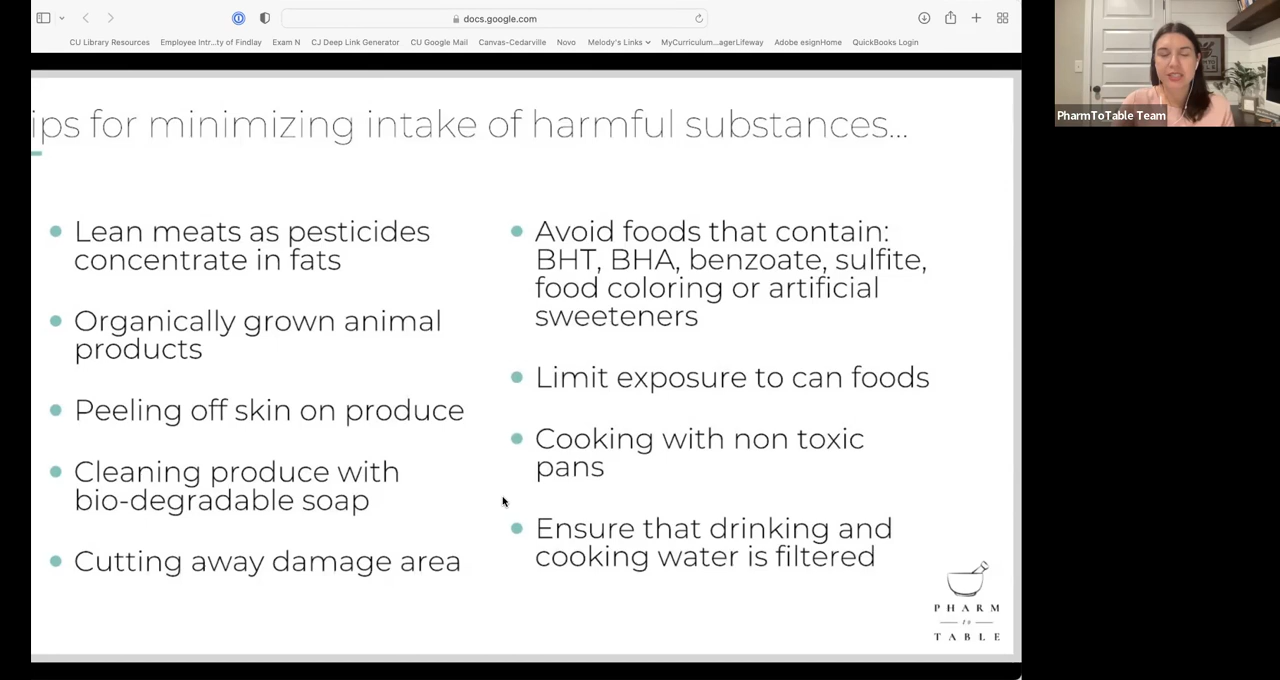 docs.google.com
CU Library Resources Employee Intr...ty of Findlay Exam N CJ Deep Link Generator CU Google Mail Canvas-Cedarville Novo Melody's Links MyCurriculum...agerLifeway Adobe esignHome QuickBooks Login
ips for minimizing intake of harmful substances...
Lean meats as pesticides
concentrate in fats
Organically grown animal
products
Peeling off skin on produce
Cleaning produce with
bio-degradable soap
Cutting away damage area
Avoid foods that contain:
BHT, BHA, benzoate, sulfite,
food coloring or artificial
sweeteners
Limit exposure to can foods
Cooking with non toxic
pans
Ensure that drinking and
cooking water is filtered
PHARM
to
TABLE
PharmToTable Team